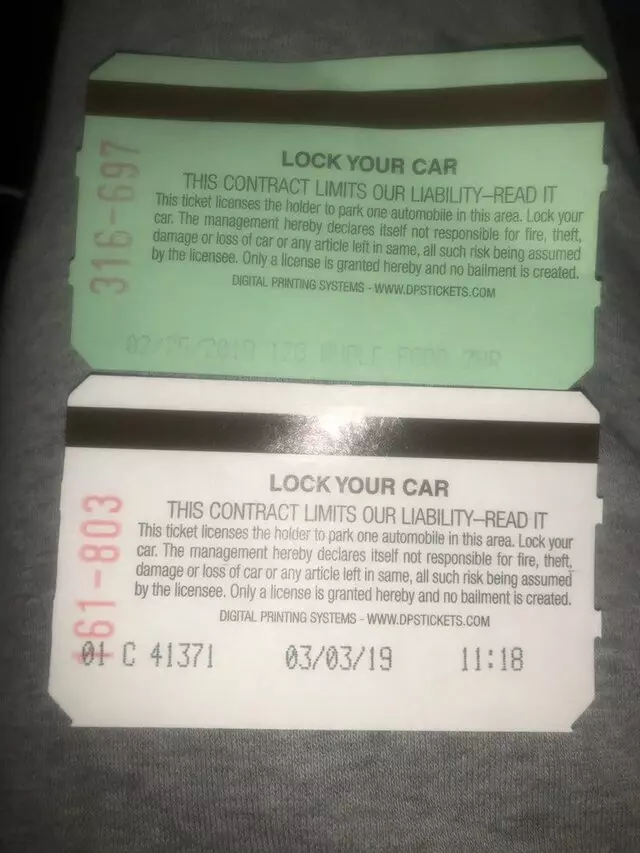 LOCK YOUR CAR
THIS CONTRACT LIMITS OUR LIABILITY–READ IT
This ticket licenses the holder to park one automobile in this area. Lock your
car. The management hereby declares itself not responsible for fire, theft,
damage or loss of car or any article left in same, all such risk being assumed
by the licensee. Only a license is granted hereby and no bailment is created.
DIGITAL PRINTING SYSTEMS - WWW.DPSTICKETS.COM
316-697
2019 WHOLE FOOD 2HR
LOCK YOUR CAR
THIS CONTRACT LIMITS OUR LIABILITY–READ IT
This ticket licenses the holder to park one automobile in this area. Lock your
car. The management hereby declares itself not responsible for fire, theft,
damage or loss of car or any article left in same, all such risk being assumed
by the licensee. Only a license is granted hereby and no bailment is created.
DIGITAL PRINTING SYSTEMS - WWW.DPSTICKETS.COM
161-803
01 C 41371 03/03/19 11:18